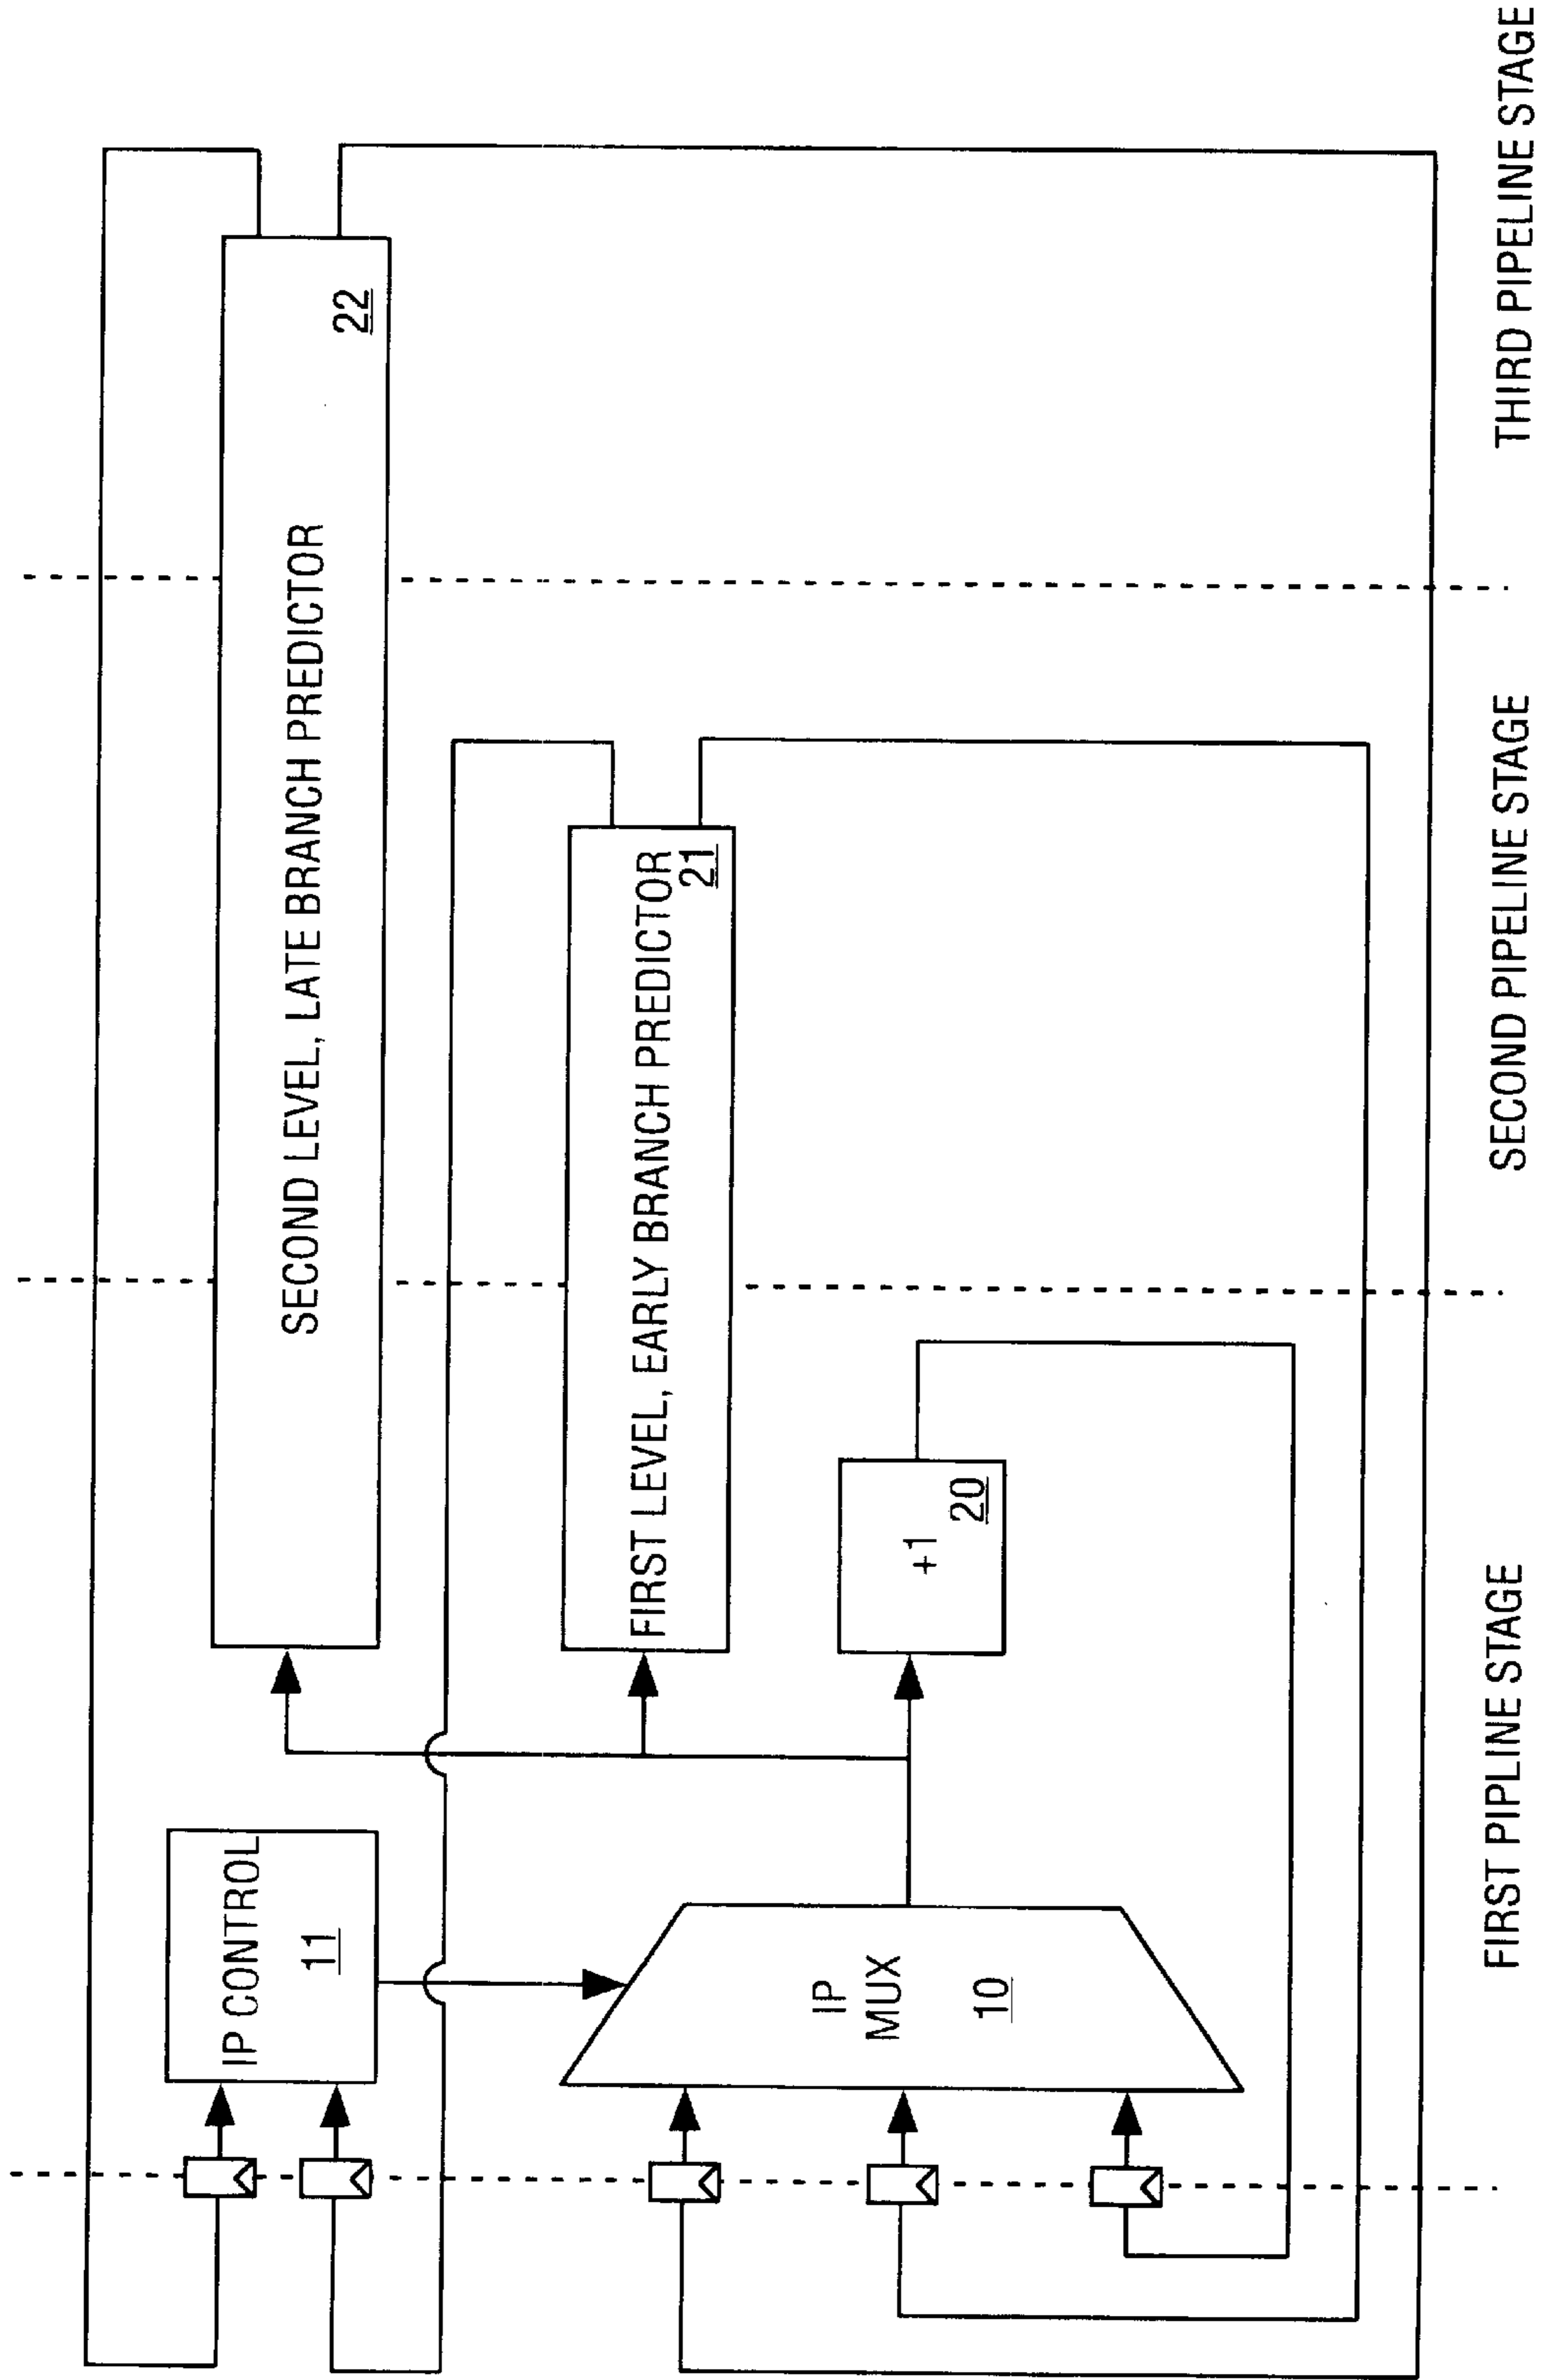 SECOND LEVEL, LATE BRANCH PREDICTOR
22
IP CONTROL
11
FIRST LEVEL, EARLY BRANCH PREDICTOR
21
+1
20
IP
MUX
10
FIRST PIPLINE STAGE
SECOND PIPELINE STAGE
THIRD PIPELINE STAGE